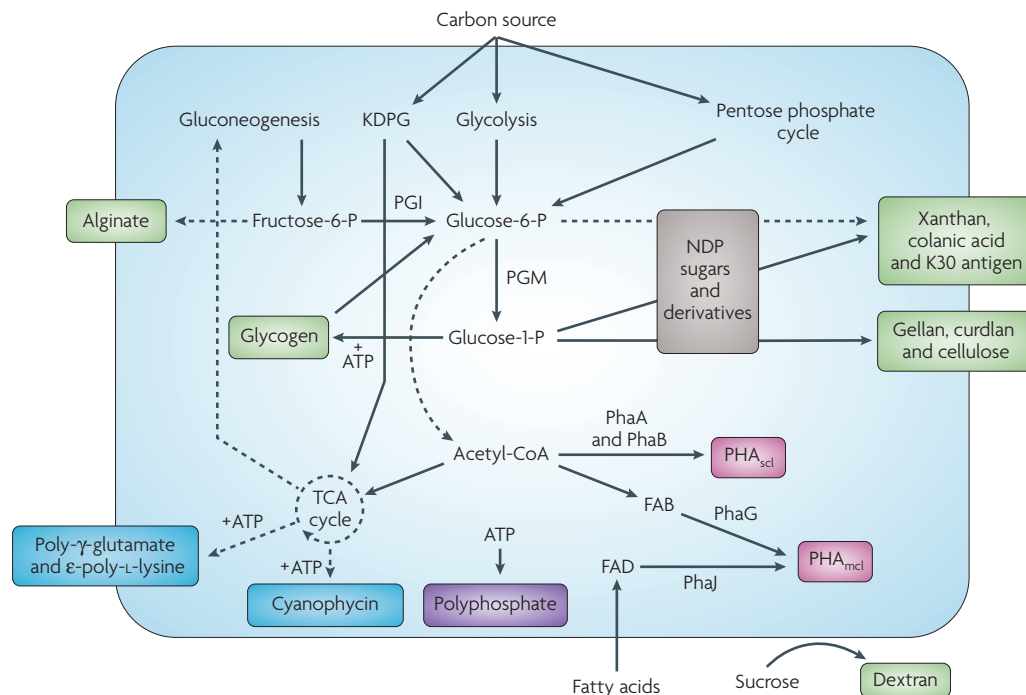 Carbon source
Gluconeogenesis
KDPG
Glycolysis
Pentose phosphate
cycle
Alginate
Fructose-6-P
PGI
Glucose-6-P
NDP
sugars
and
derivatives
Xanthan,
colanic acid
and K30 antigen
PGM
Glycogen
+
ATP
Glucose-1-P
Gellan, curdlan
and cellulose
PhaA
and PhaB
Acetyl-CoA
PHAscl
TCA
cycle
FAB
PhaG
+ATP
Poly-γ-glutamate
and ε-poly-L-lysine
ATP
FAD
PhaJ
PHAmcl
+ATP
Cyanophycin
Polyphosphate
Fatty acids
Sucrose
Dextran